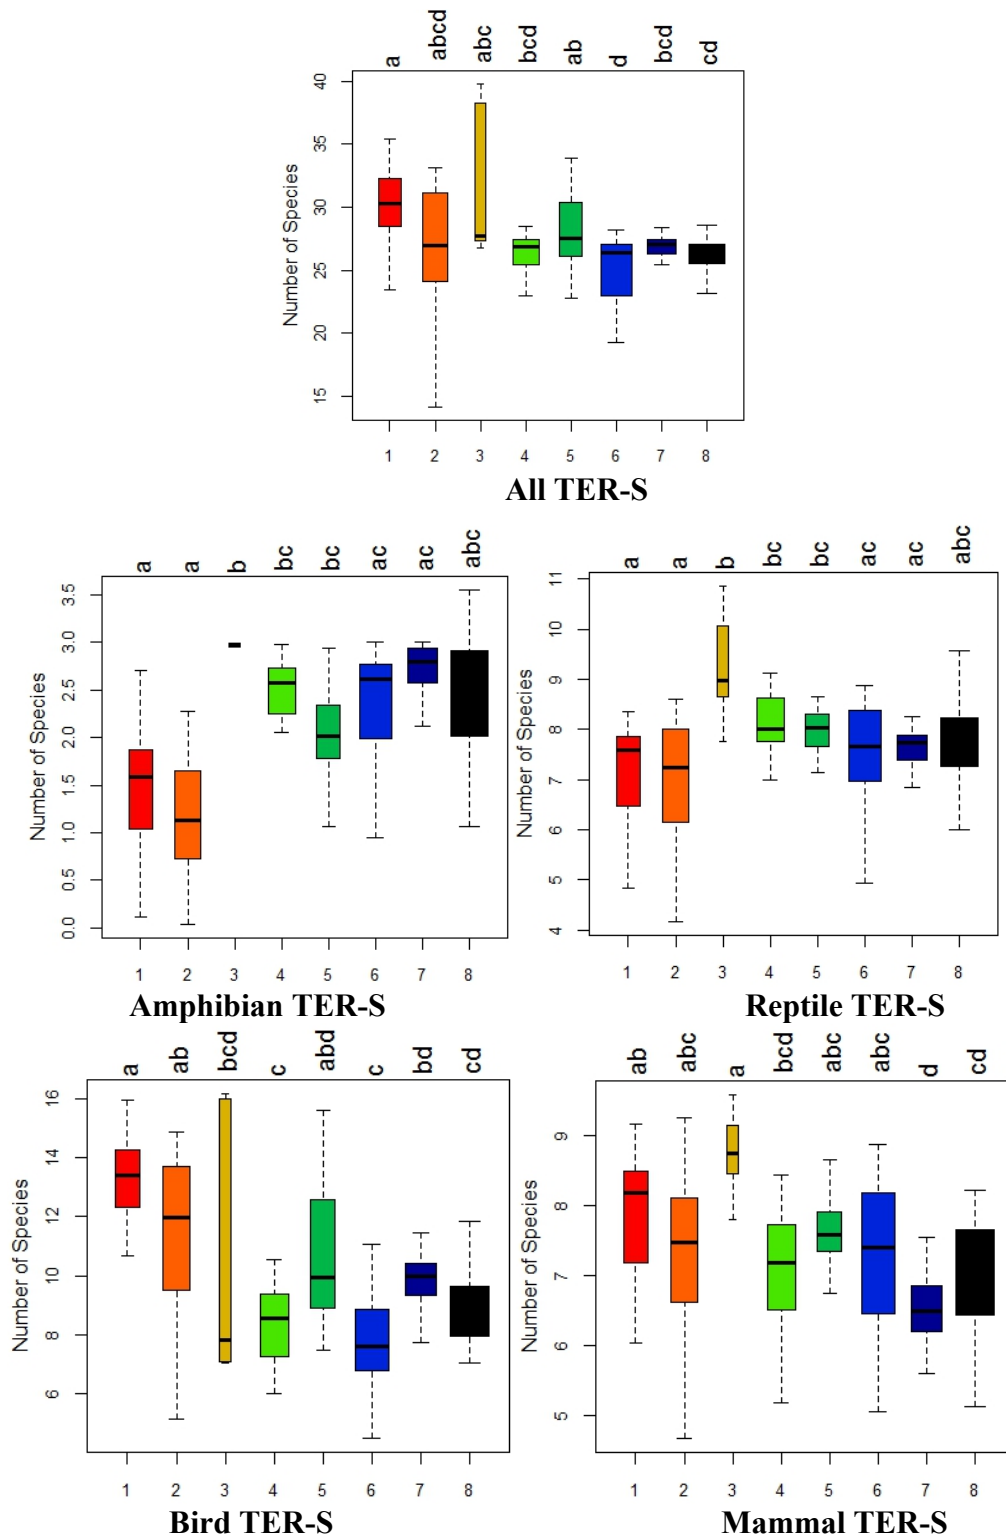 a abcd abc bcd ab d bcd cd
40
35
30
25
20
15
Number of Species
1 2 3 4 5 6 7 8
All TER-S
a a b bc bc ac ac abc
3.5
3.0
2.5
2.0
1.5
1.0
0.5
0.0
Number of Species
1 2 3 4 5 6 7 8
Amphibian TER-S
a a b bc bc ac ac abc
11
10
9
8
7
6
5
4
Number of Species
1 2 3 4 5 6 7 8
Reptile TER-S
a ab bcd c abd c bd cd
16
14
12
10
8
6
Number of Species
1 2 3 4 5 6 7 8
Bird TER-S
ab abc a bcd abc abc d cd
9
8
7
6
5
Number of Species
1 2 3 4 5 6 7 8
Mammal TER-S